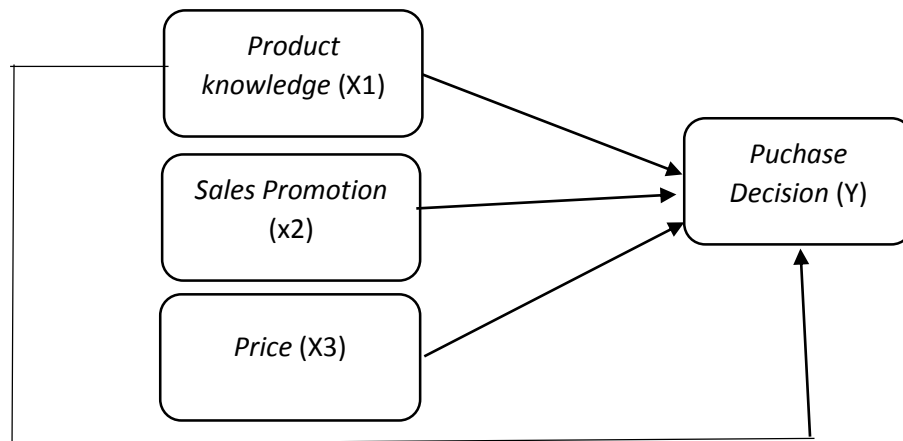 Product
knowledge (X1)
Sales Promotion
(x2)
Price (X3)
Puchase
Decision (Y)